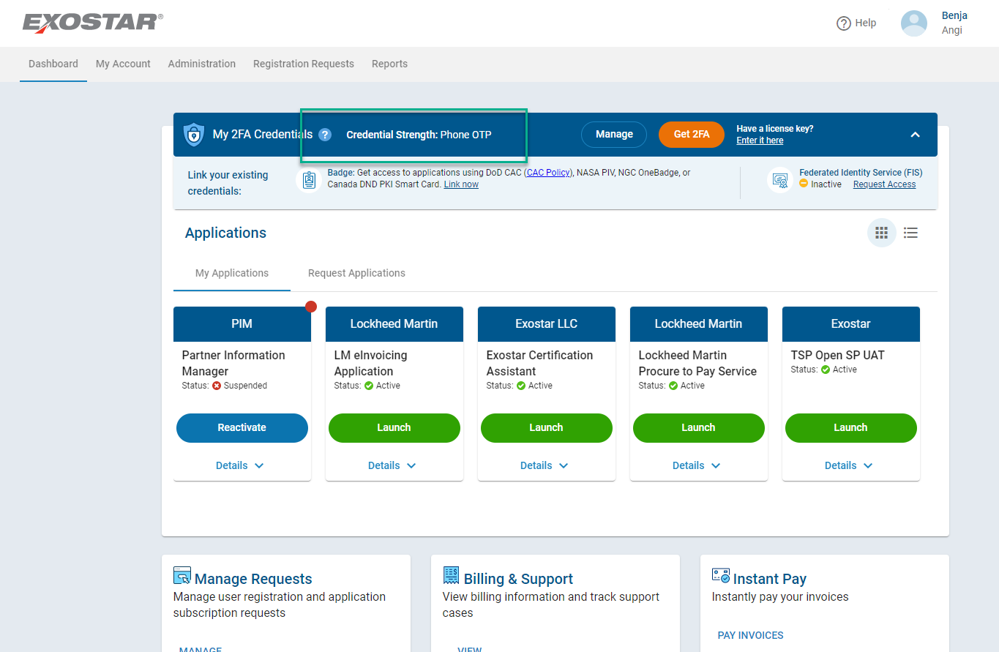 EXOSTAR®
Help
Benja
Angi
Dashboard My Account Administration Registration Requests Reports
My 2FA Credentials ? Credential Strength: Phone OTP
Manage
Get 2FA
Have a license key?
Enter it here
Link your existing
credentials:
Badge: Get access to applications using DoD CAC (CAC Policy), NASA PIV, NGC OneBadge, or
Canada DND PKI Smart Card. Link now
Federated Identity Service (FIS)
Inactive Request Access
Applications
My Applications Request Applications
PIM
Partner Information
Manager
Status: Suspended
Reactivate
Details
Lockheed Martin
LM eInvoicing
Application
Status: Active
Launch
Details
Exostar LLC
Exostar Certification
Assistant
Status: Active
Launch
Details
Lockheed Martin
Lockheed Martin
Procure to Pay Service
Status: Active
Launch
Details
Exostar
TSP Open SP UAT
Status: Active
Launch
Details
Manage Requests
Manage user registration and application
subscription requests
MANAGE
Billing & Support
View billing information and track support
cases
VIEW
Instant Pay
Instantly pay your invoices
PAY INVOICES